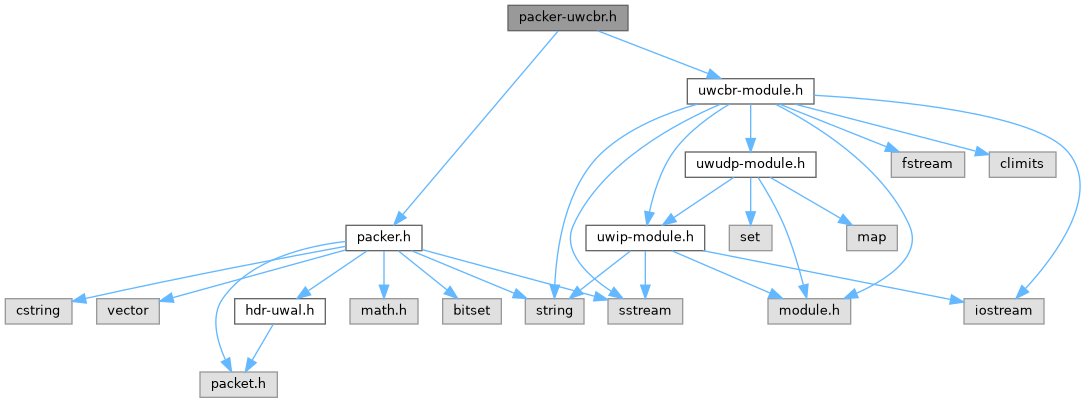 packer-uwcbr.h
uwcbr-module.h
uwudp-module.h
fstream
climits
packer.h
uwip-module.h
set
map
cstring
vector
hdr-uwal.h
math.h
bitset
string
sstream
module.h
iostream
packet.h